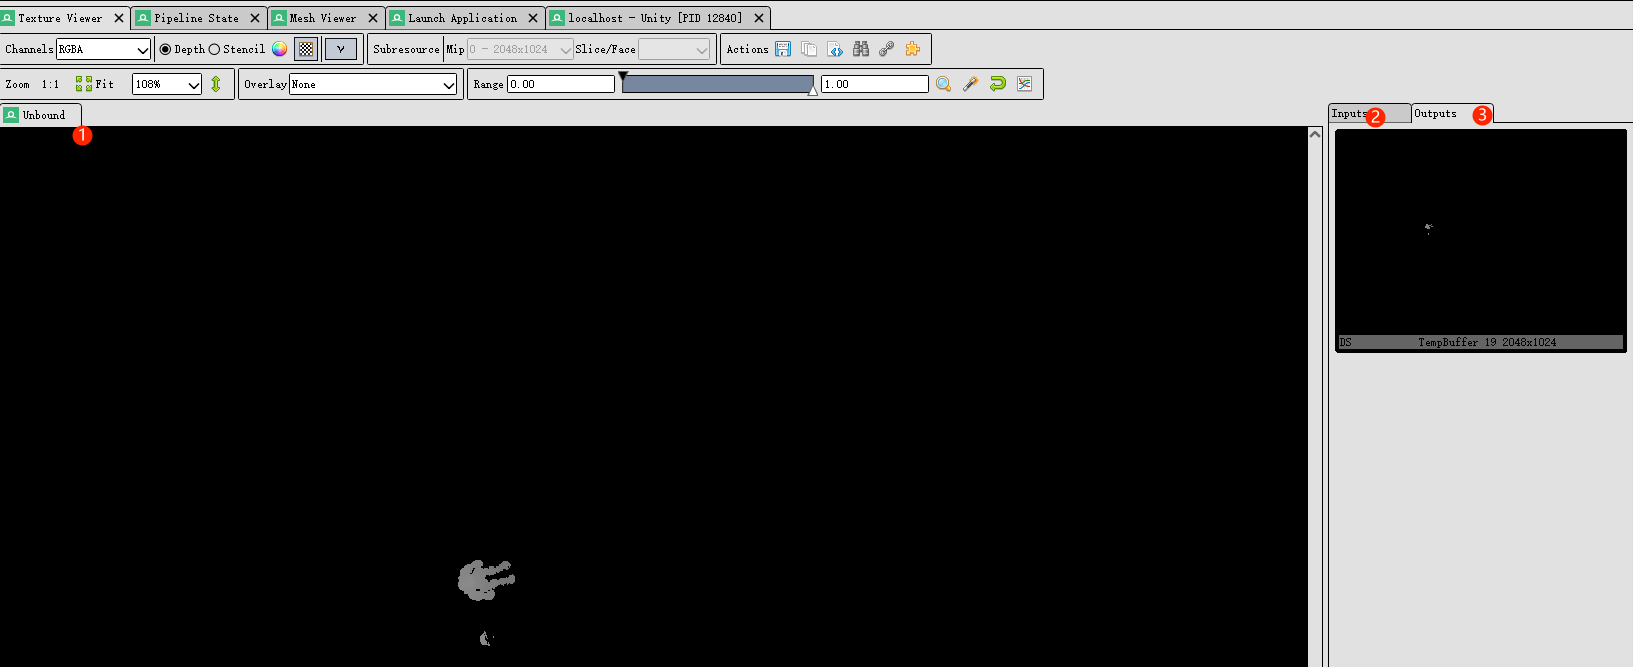 Texture Viewer Pipeline State Mesh Viewer Launch Application localhost - Unity [PID 12840]
Channels RGBA Depth Stencil γ Subresource Mip 0 - 2048x1024 Slice/Face Actions
Zoom 1:1 Fit 108% Overlay None Range 0.00 1.00
Unbound
1
Inputs 2 Outputs 3
DS TempBuffer 19 2048x1024